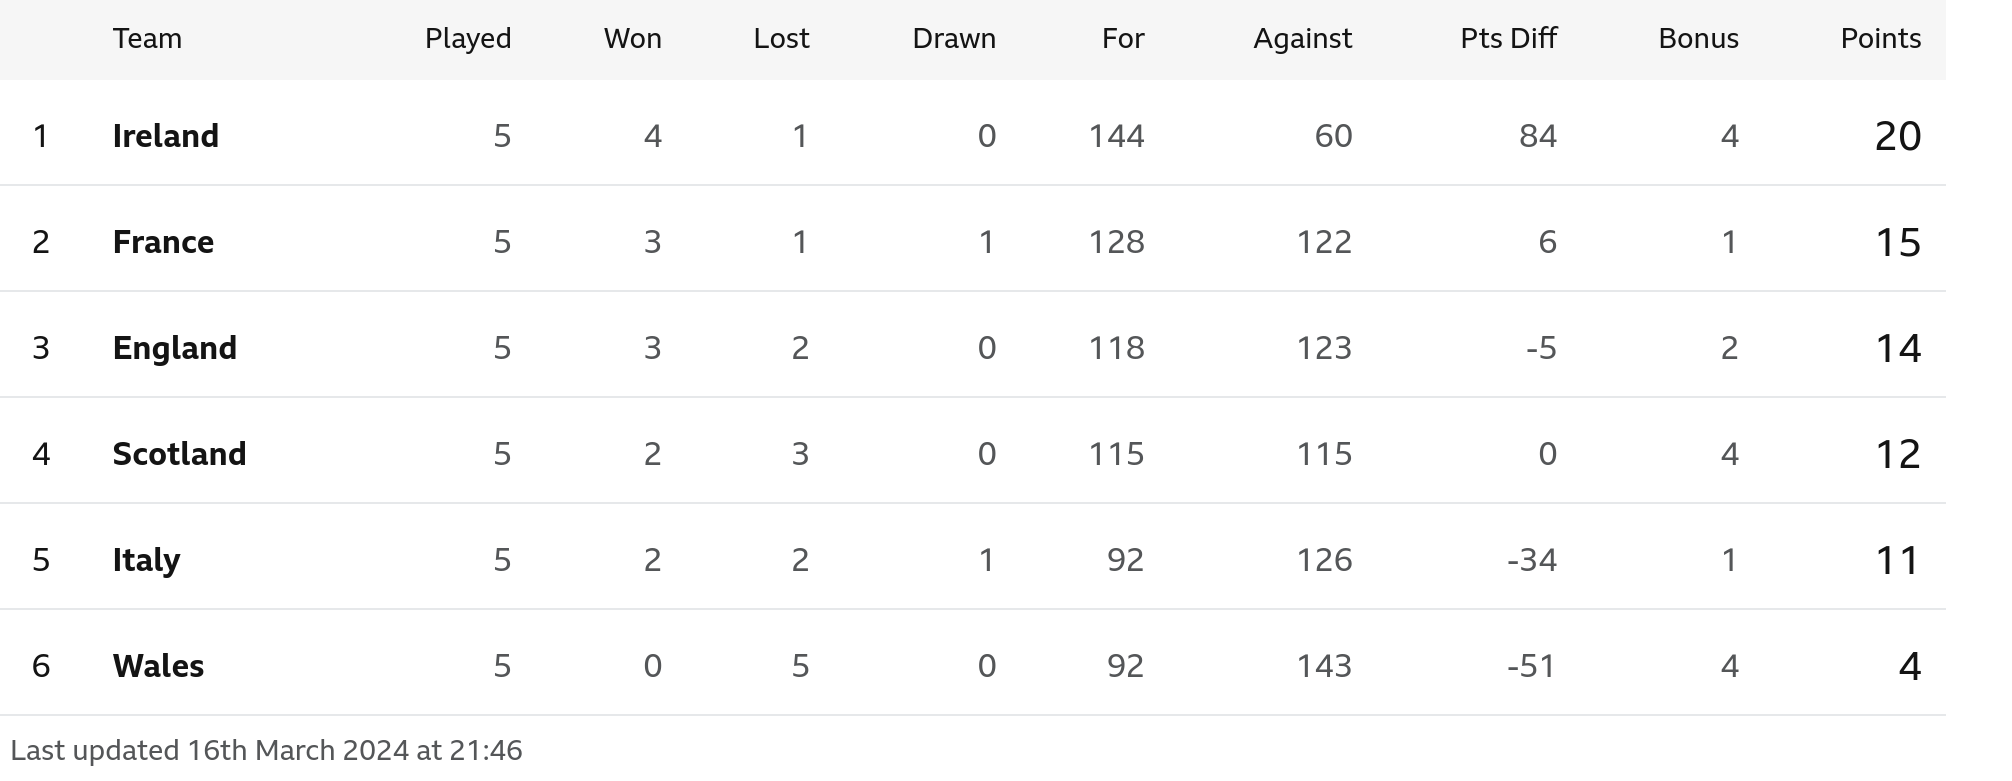 Team Played Won Lost Drawn For Against Pts Diff Bonus Points
1 Ireland 5 4 1 0 144 60 84 4 20
2 France 5 3 1 1 128 122 6 1 15
3 England 5 3 2 0 118 123 -5 2 14
4 Scotland 5 2 3 0 115 115 0 4 12
5 Italy 5 2 2 1 92 126 -34 1 11
6 Wales 5 0 5 0 92 143 -51 4 4
Last updated 16th March 2024 at 21:46